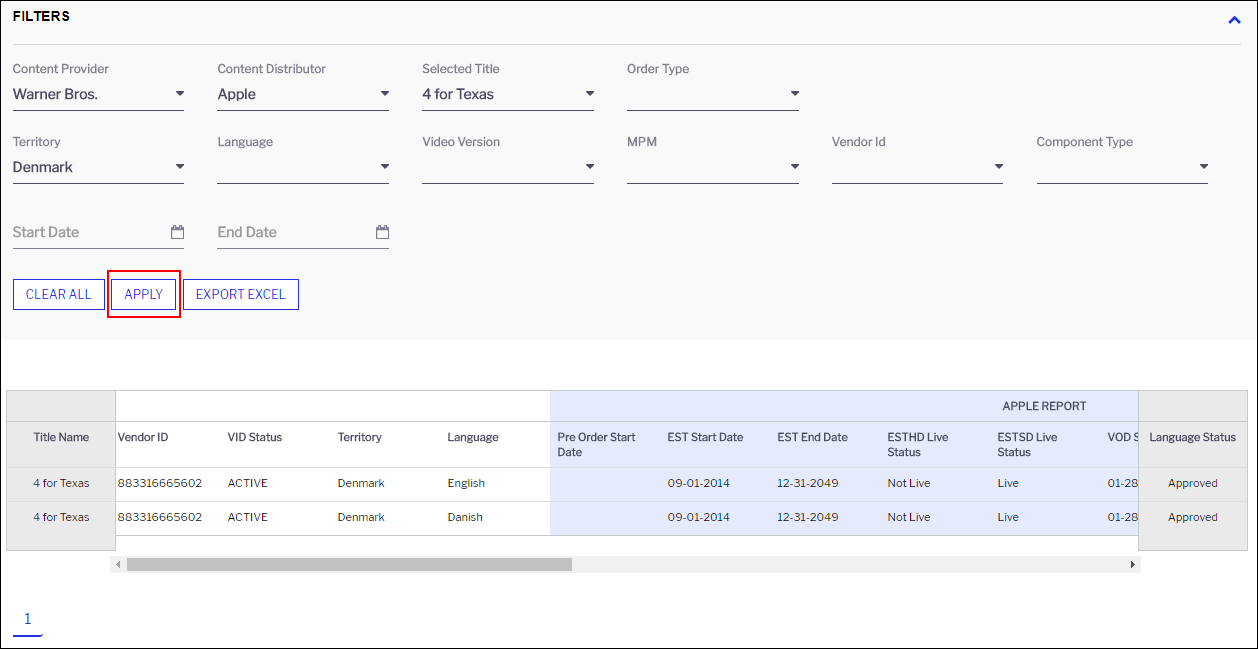 FILTERS
Content Provider Content Distributor Selected Title Order Type
Warner Bros. Apple 4 for Texas
Territory Language Video Version MPM Vendor Id Component Type
Denmark
Start Date End Date
CLEAR ALL APPLY EXPORT EXCEL
APPLE REPORT
Title Name Vendor ID VID Status Territory Language Pre Order Start Date EST Start Date EST End Date ESTHD Live Status ESTSD Live Status VOD S Language Status
4 for Texas 883316665602 ACTIVE Denmark English 09-01-2014 12-31-2049 Not Live Live 01-28 Approved
4 for Texas 883316665602 ACTIVE Denmark Danish 09-01-2014 12-31-2049 Not Live Live 01-28 Approved
1